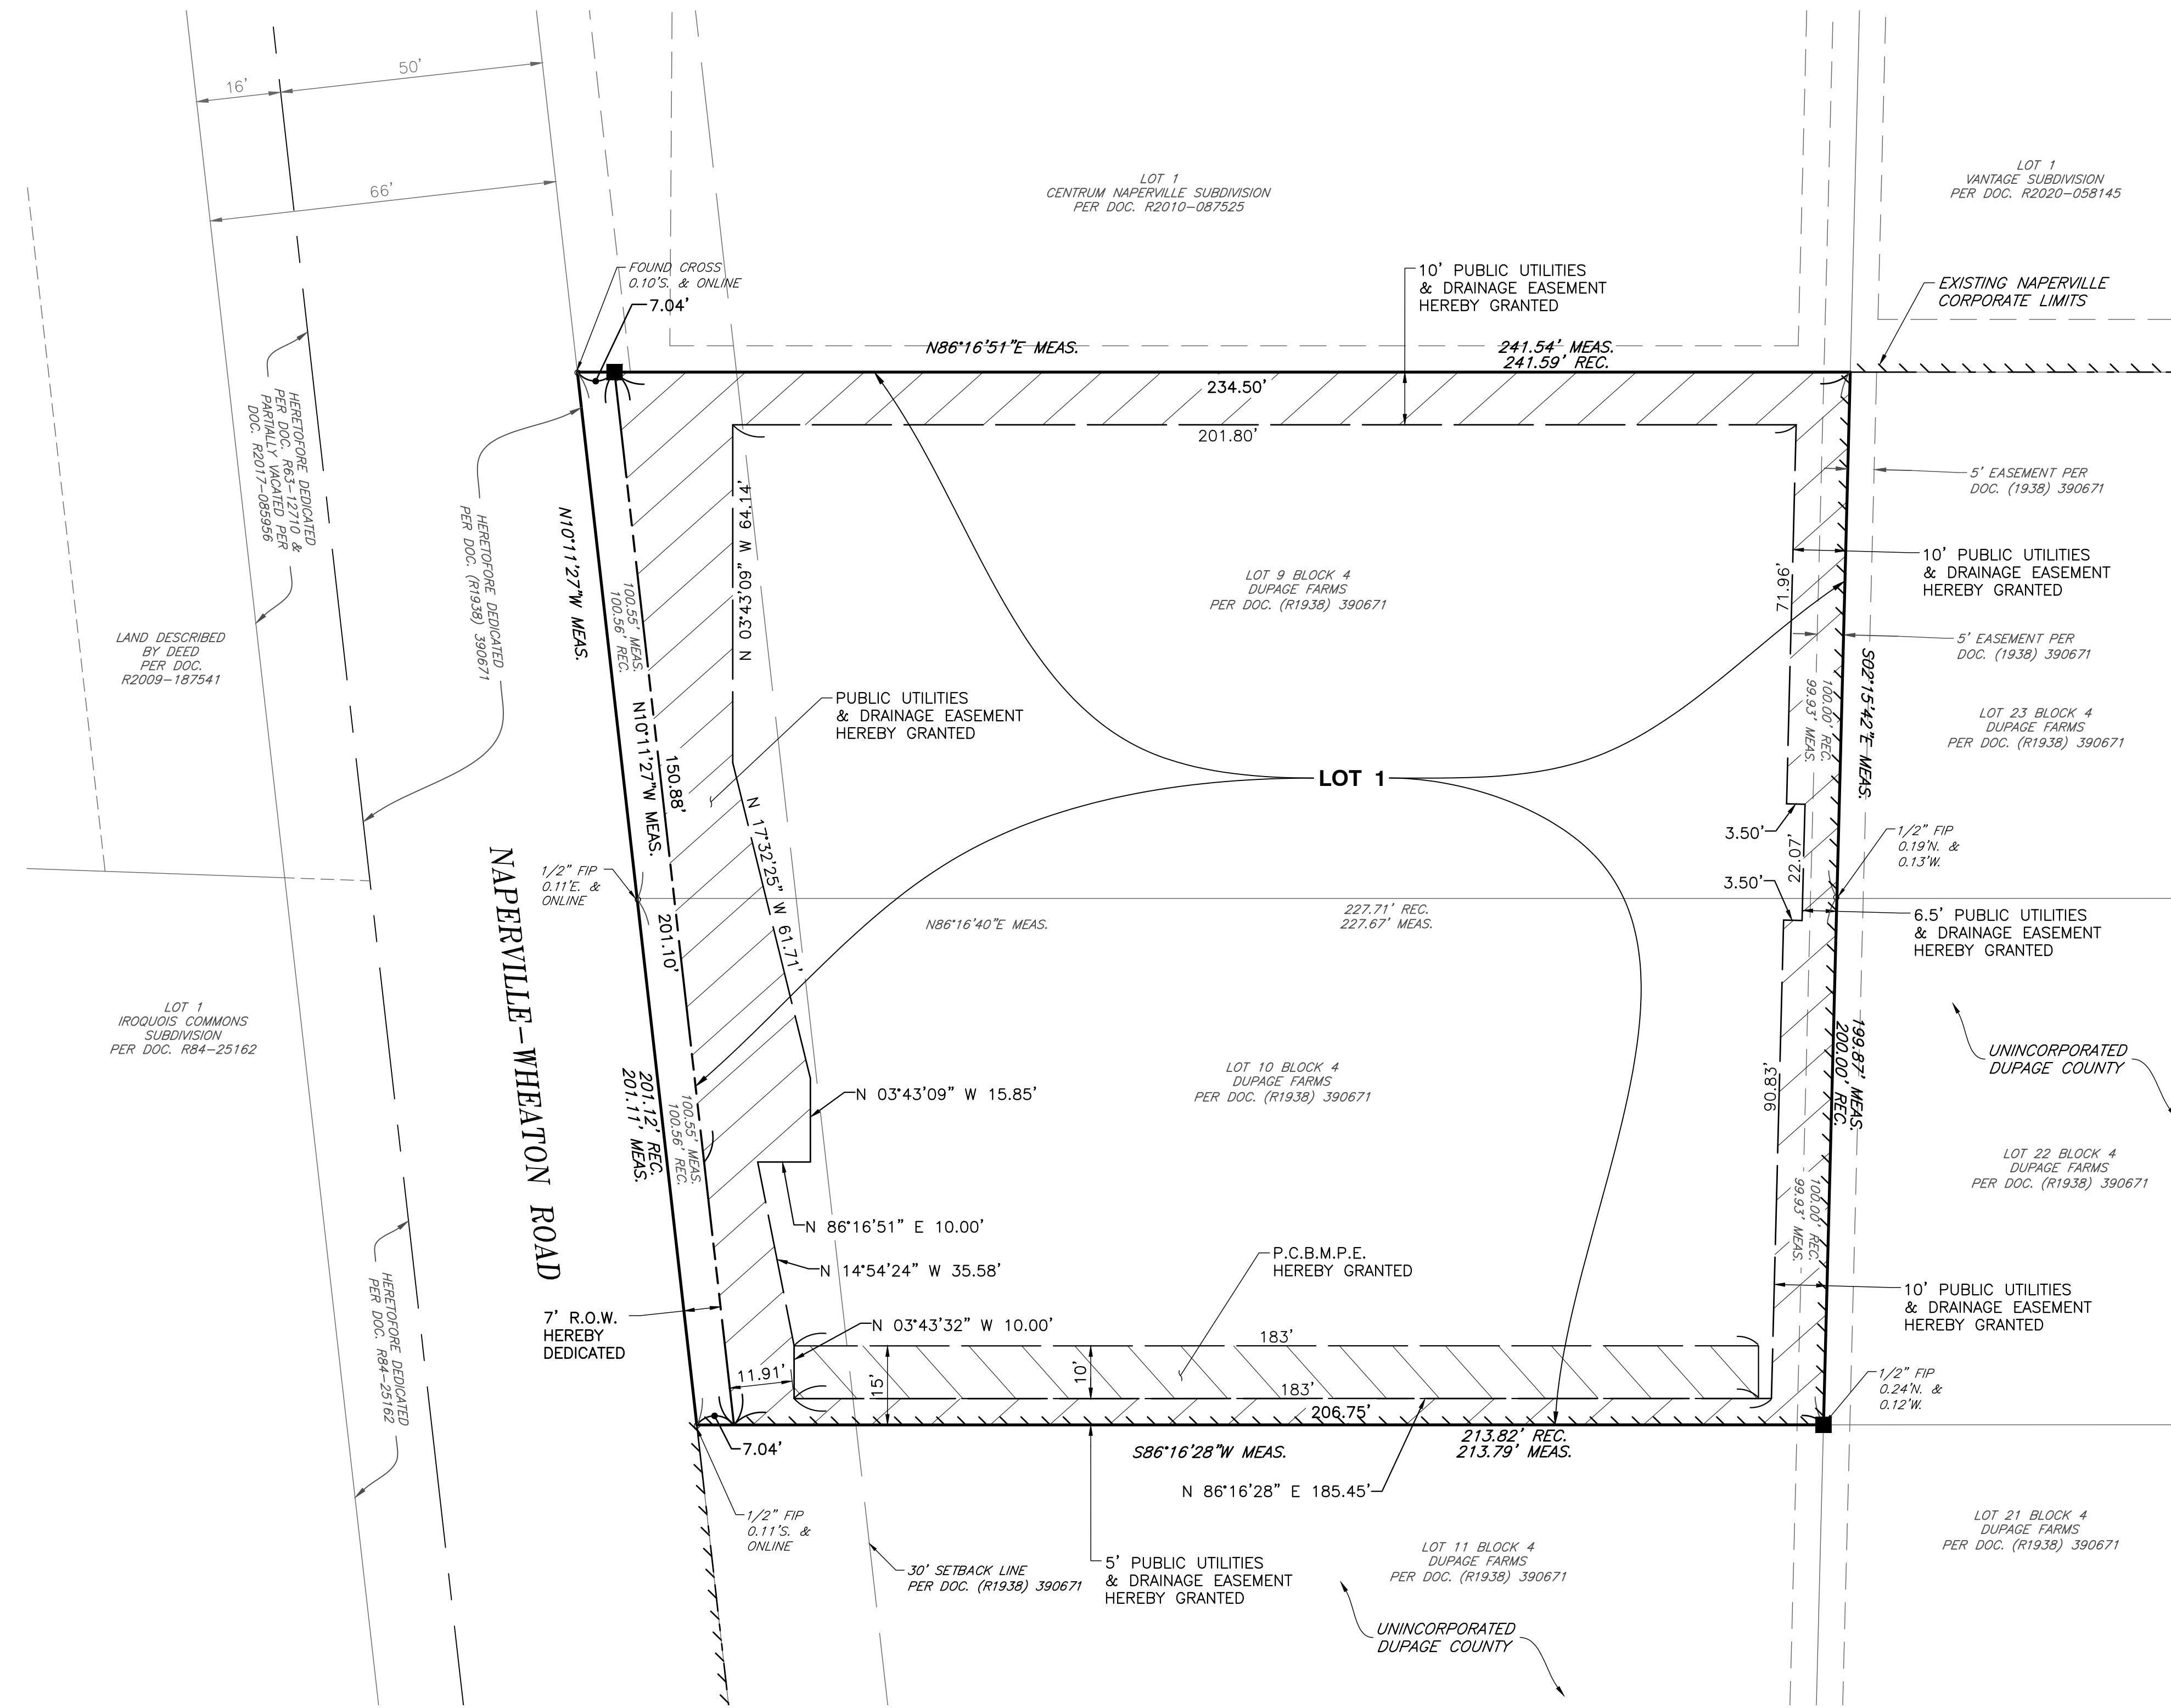 16'
50'
66'
LOT 1
CENTRUM NAPERVILLE SUBDIVISION
PER DOC. R2010-087525
LOT 1
VANTAGE SUBDIVISION
PER DOC. R2020-058145
FOUND CROSS
0.10'S. & ONLINE
7.04'
10' PUBLIC UTILITIES
& DRAINAGE EASEMENT
HEREBY GRANTED
EXISTING NAPERVILLE
CORPORATE LIMITS
N86°16'51"E MEAS.
241.54' MEAS.
241.59' REC.
234.50'
201.80'
HERETOFORE DEDICATED
PER DOC. R63-12710 &
PARTIALLY VACATED PER
DOC. R2017-085956
HERETOFORE DEDICATED
PER DOC. (R1938) 390671
N10°11'27"W MEAS.
100.55' MEAS.
100.56' REC.
N 03°43'09" W 64.14'
LOT 9 BLOCK 4
DUPAGE FARMS
PER DOC. (R1938) 390671
71.96'
5' EASEMENT PER
DOC. (1938) 390671
10' PUBLIC UTILITIES
& DRAINAGE EASEMENT
HEREBY GRANTED
5' EASEMENT PER
DOC. (1938) 390671
LAND DESCRIBED
BY DEED
PER DOC.
R2009-187541
PUBLIC UTILITIES
& DRAINAGE EASEMENT
HEREBY GRANTED
N10°11'27"W MEAS.
150.88'
LOT 1
100.00' REC.
99.93' MEAS.
S02°15'42"E MEAS.
LOT 23 BLOCK 4
DUPAGE FARMS
PER DOC. (R1938) 390671
NAPERVILLE-WHEATON ROAD
1/2" FIP
0.11'E. &
ONLINE
201.10'
N 17°32'25" W 61.71'
N86°16'40"E MEAS.
227.71' REC.
227.67' MEAS.
3.50'
22.07'
3.50'
1/2" FIP
0.19'N. &
0.13'W.
6.5' PUBLIC UTILITIES
& DRAINAGE EASEMENT
HEREBY GRANTED
LOT 1
IROQUOIS COMMONS
SUBDIVISION
PER DOC. R84-25162
201.12' REC.
201.11' MEAS.
100.55' MEAS.
100.56' REC.
N 03°43'09" W 15.85'
LOT 10 BLOCK 4
DUPAGE FARMS
PER DOC. (R1938) 390671
90.83'
199.87' MEAS.
200.00' REC.
UNINCORPORATED
DUPAGE COUNTY
LOT 22 BLOCK 4
DUPAGE FARMS
PER DOC. (R1938) 390671
100.00' REC.
99.93' MEAS.
HERETOFORE DEDICATED
PER DOC. R84-25162
N 86°16'51" E 10.00'
N 14°54'24" W 35.58'
P.C.B.M.P.E.
HEREBY GRANTED
10' PUBLIC UTILITIES
& DRAINAGE EASEMENT
HEREBY GRANTED
7' R.O.W.
HEREBY
DEDICATED
N 03°43'32" W 10.00'
183'
11.91'
15'
10'
183'
206.75'
1/2" FIP
0.24'N. &
0.12'W.
7.04'
S86°16'28"W MEAS.
213.82' REC.
213.79' MEAS.
N 86°16'28" E 185.45'
1/2" FIP
0.11'S. &
ONLINE
30' SETBACK LINE
PER DOC. (R1938) 390671
5' PUBLIC UTILITIES
& DRAINAGE EASEMENT
HEREBY GRANTED
LOT 11 BLOCK 4
DUPAGE FARMS
PER DOC. (R1938) 390671
LOT 21 BLOCK 4
DUPAGE FARMS
PER DOC. (R1938) 390671
UNINCORPORATED
DUPAGE COUNTY